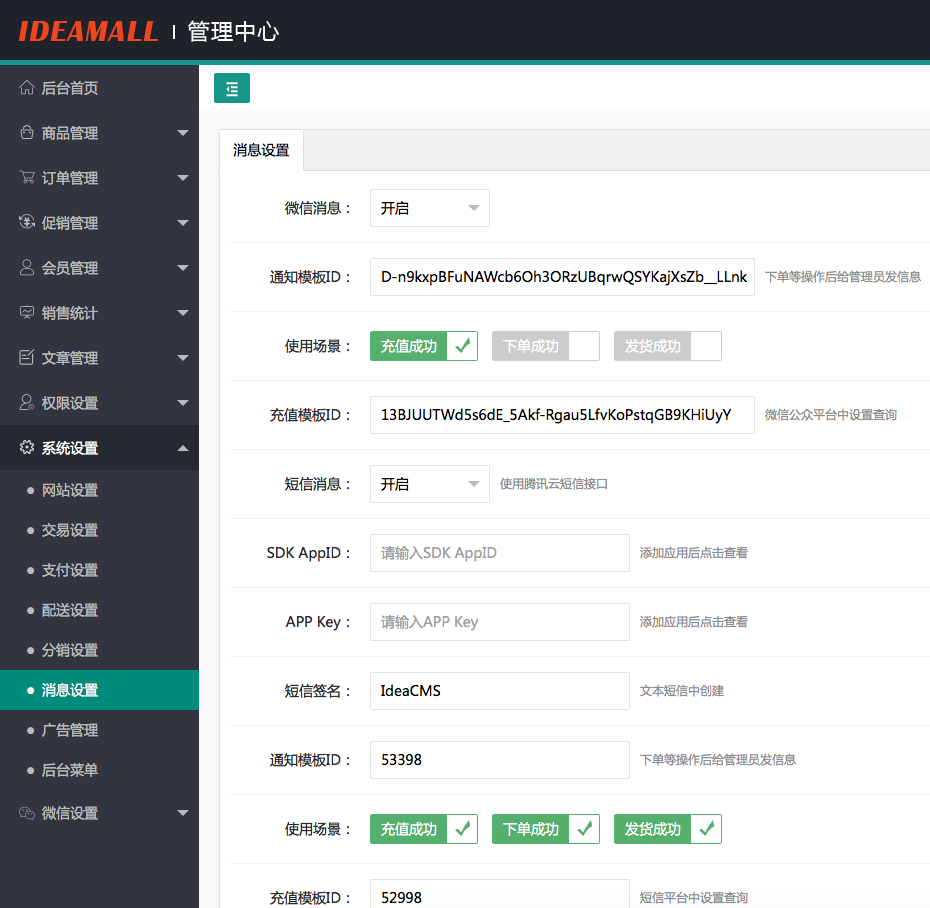 IDEAMALL | 管理中心
后台首页
商品管理
订单管理
促销管理
会员管理
销售统计
文章管理
权限设置
系统设置
网站设置
交易设置
支付设置
配送设置
分销设置
消息设置
广告管理
后台菜单
微信设置
消息设置
微信消息： 开启
通知模板ID： D-n9kxpBFuNAWcb6Oh3ORzUBqrwQSYKajXsZb__LLnk 下单等操作后给管理员发信息
使用场景： 充值成功 下单成功 发货成功
充值模板ID： 13BJUUTWd5s6dE_5Akf-Rgau5LfvKoPstqGB9KHiUyY 微信公众平台中设置查询
短信消息： 开启 使用腾讯云短信接口
SDK AppID： 请输入SDK AppID 添加应用后点击查看
APP Key： 请输入APP Key 添加应用后点击查看
短信签名： IdeaCMS 文本短信中创建
通知模板ID： 53398 下单等操作后给管理员发信息
使用场景： 充值成功 下单成功 发货成功
充值模板ID： 52998 短信平台中设置查询